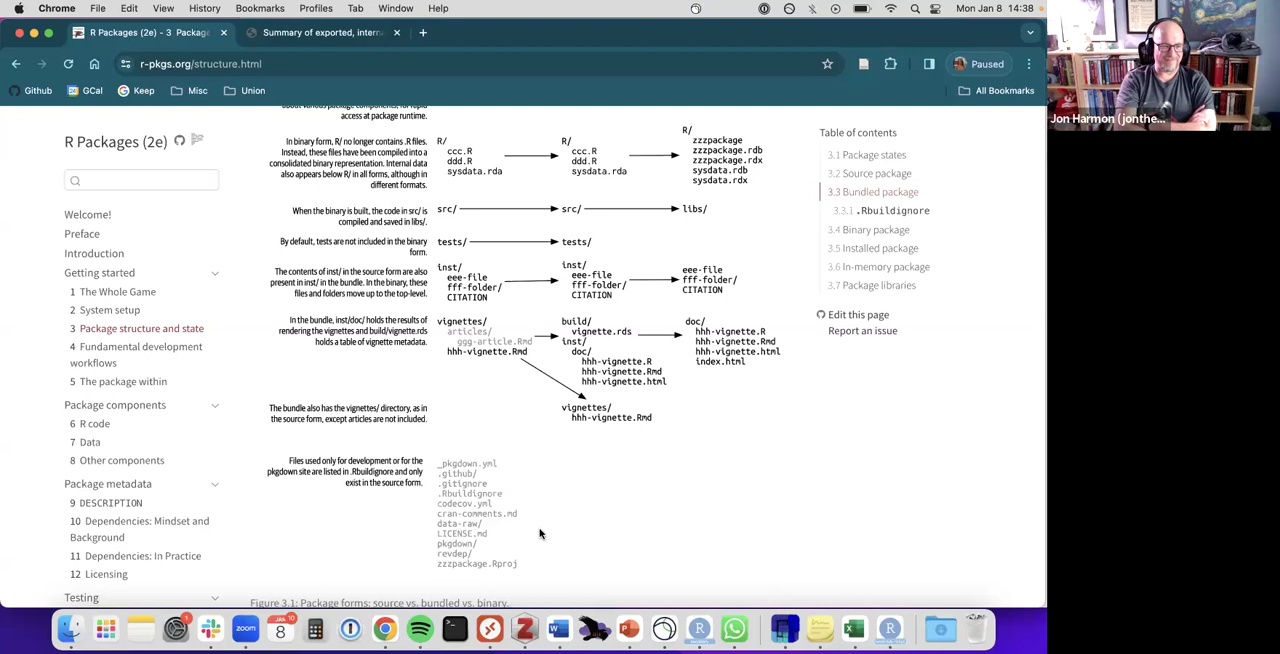 Chrome File Edit View History Bookmarks Profiles Tab Window Help Mon Jan 8 14:38
R Packages (2e) - 3 Package
Summary of exported, intern
r-pkgs.org/structure.html
Paused
Github GCal Keep Misc Union All Bookmarks
about various package components, for rapid
access at package runtime.
R Packages (2e)
Welcome!
Preface
Introduction
Getting started
1 The Whole Game
2 System setup
3 Package structure and state
4 Fundamental development
workflows
5 The package within
Package components
6 R code
7 Data
8 Other components
Package metadata
9 DESCRIPTION
10 Dependencies: Mindset and
Background
11 Dependencies: In Practice
12 Licensing
Testing
In binary form, R/ no longer contains .R files.
Instead, these files have been compiled into a
consolidated binary representation. Internal data
also appears below R/ in all forms, although in
different formats.
R/
ccc.R
ddd.R
sysdata.rda
R/
ccc.R
ddd.R
sysdata.rda
R/
zzzpackage
zzzpackage.rdb
zzzpackage.rdx
sysdata.rdb
sysdata.rdx
When the binary is built, the code in src/ is
compiled and saved in libs/.
src/ src/ libs/
By default, tests are not included in the binary
form.
tests/ tests/
The contents of inst/ in the source form are also
present in inst/ in the bundle. In the binary, these
files and folders move up to the top-level.
inst/
eee-file
fff-folder/
CITATION
inst/
eee-file
fff-folder/
CITATION
eee-file
fff-folder/
CITATION
In the bundle, inst/doc/ holds the results of
rendering the vignettes and build/vignette.rds
holds a table of vignette metadata.
vignettes/
articles/
ggg-article.Rmd
hhh-vignette.Rmd
build/
vignette.rds
inst/
doc/
hhh-vignette.R
hhh-vignette.Rmd
hhh-vignette.html
doc/
hhh-vignette.R
hhh-vignette.Rmd
hhh-vignette.html
index.html
The bundle also has the vignettes/ directory, as in
the source form, except articles are not included.
vignettes/
hhh-vignette.Rmd
Files used only for development or for the
pkgdown site are listed in .Rbuildignore and only
exist in the source form.
_pkgdown.yml
.github/
.gitignore
.Rbuildignore
codecov.yml
cran-comments.md
data-raw/
LICENSE.md
pkgdown/
revdep/
zzzpackage.Rproj
Figure 3.1: Package forms: source vs. bundled vs. binary.
Table of contents
3.1 Package states
3.2 Source package
3.3 Bundled package
3.3.1 .Rbuildignore
3.4 Binary package
3.5 Installed package
3.6 In-memory package
3.7 Package libraries
Edit this page
Report an issue
Jon Harmon (jonthe...
zoom
8